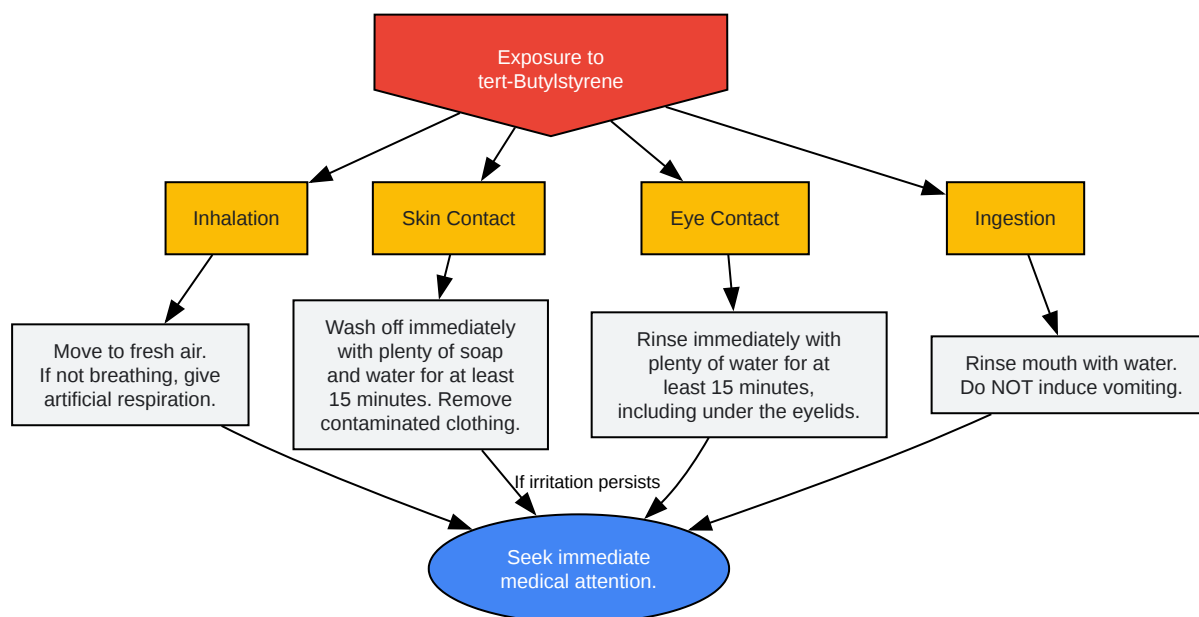 Exposure to
tert-Butylstyrene
Inhalation
Skin Contact
Eye Contact
Ingestion
Move to fresh air.
If not breathing, give
artificial respiration.
Wash off immediately
with plenty of soap
and water for at least
15 minutes. Remove
contaminated clothing.
Rinse immediately with
plenty of water for at
least 15 minutes,
including under the eyelids.
Rinse mouth with water.
Do NOT induce vomiting.
If irritation persists
Seek immediate
medical attention.